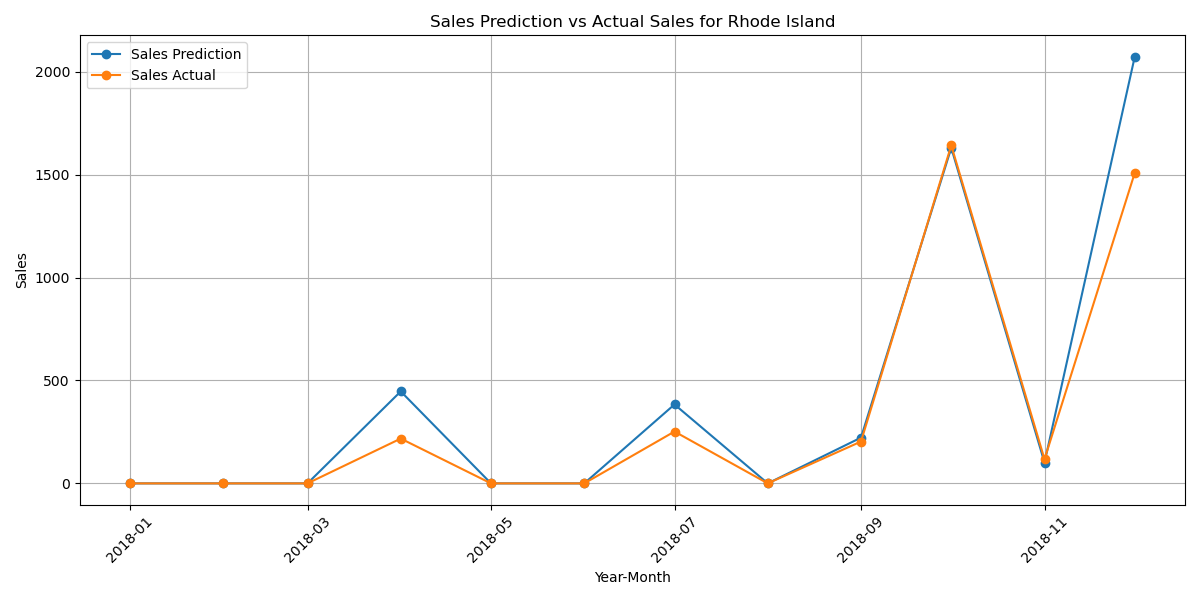 Sales Prediction vs Actual Sales for Rhode Island
Sales Prediction
Sales Actual
2000
1500
1000
500
0
Sales
2018-01
2018-03
2018-05
2018-07
2018-09
2018-11
Year-Month